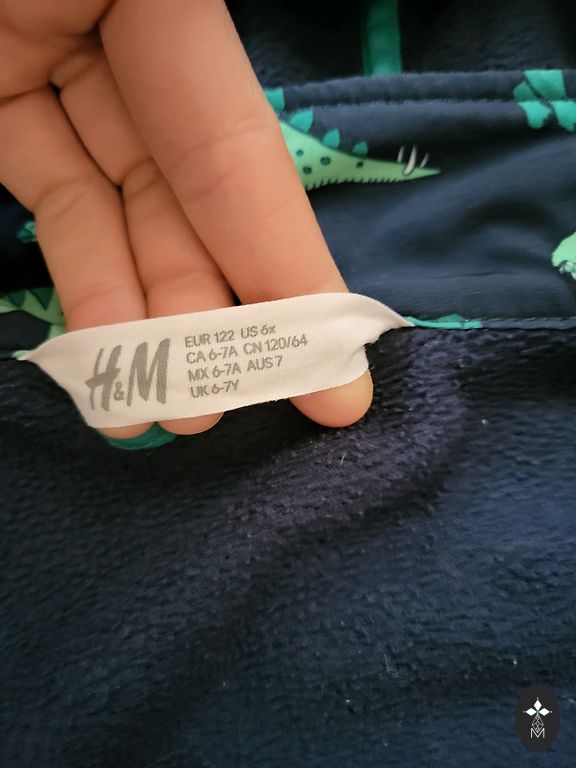 H&M
EUR 122 US 6x
CA 6-7A CN 120/64
MX 6-7A AUS 7
UK 6-7Y
M